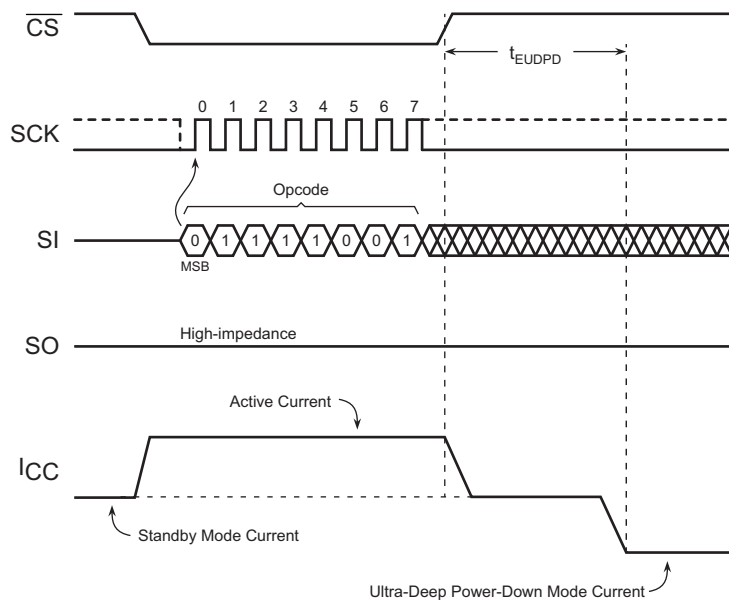 CS
tEUDPD
0 1 2 3 4 5 6 7
SCK
Opcode
SI
0 1 1 1 1 0 0 1
MSB
High-impedance
SO
Active Current
ICC
Standby Mode Current
Ultra-Deep Power-Down Mode Current